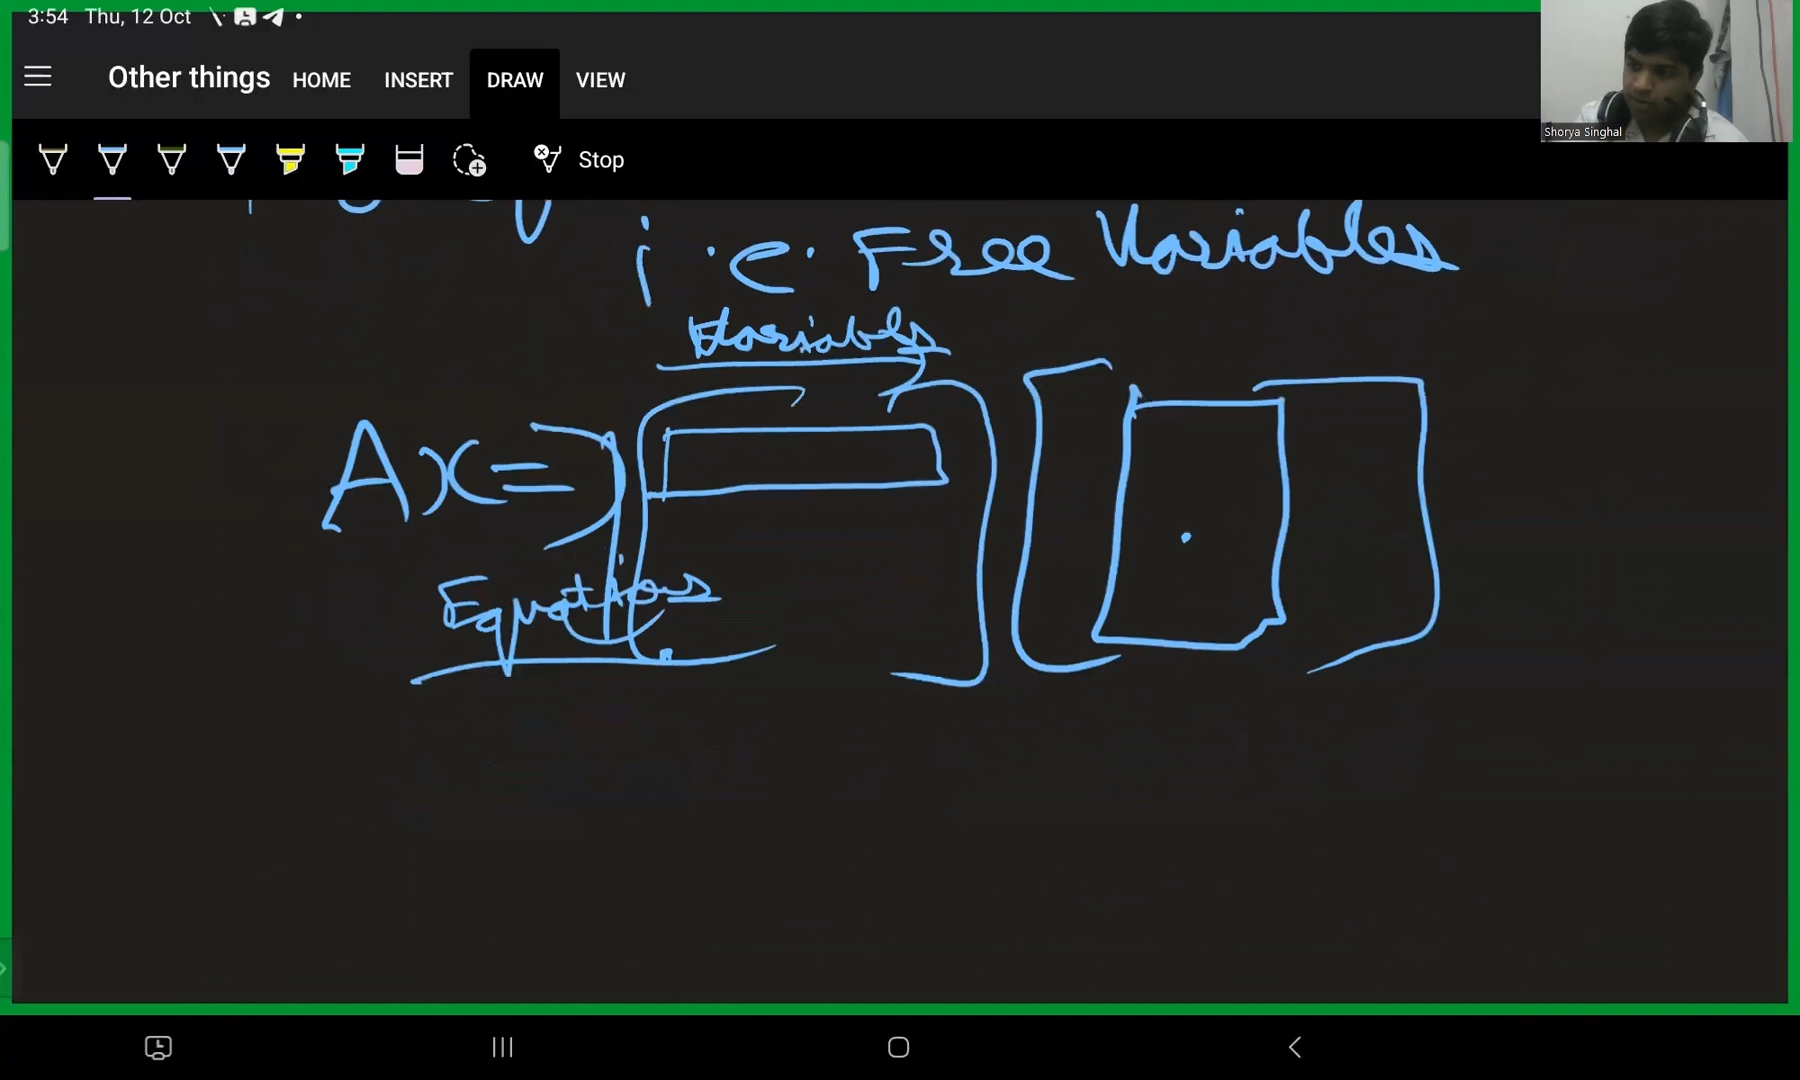 3:54 Thu, 12 Oct
Other things HOME INSERT DRAW VIEW
Shorya Singhal
Stop
i.e. Free Variables
Variables
Ax=
Equations